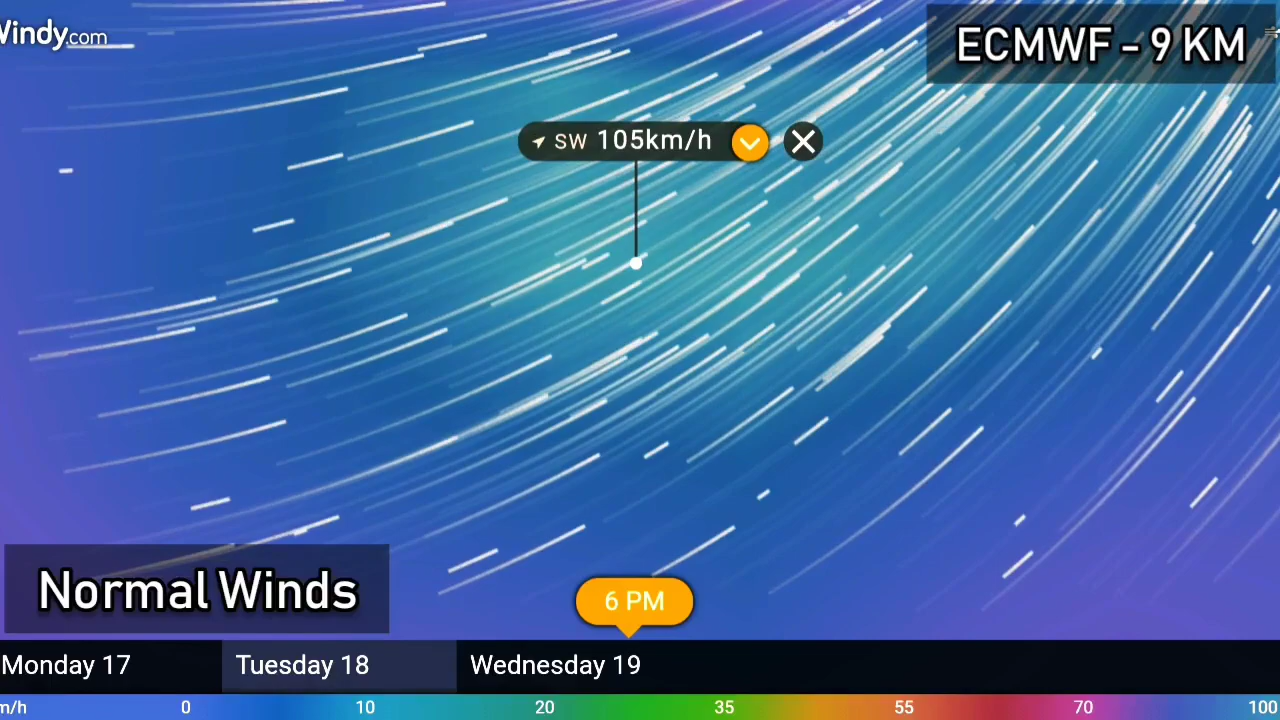 Windy.com
ECMWF - 9 KM
SW 105km/h
Normal Winds
6 PM
Monday 17 Tuesday 18 Wednesday 19
m/h 0 10 20 35 55 70 100